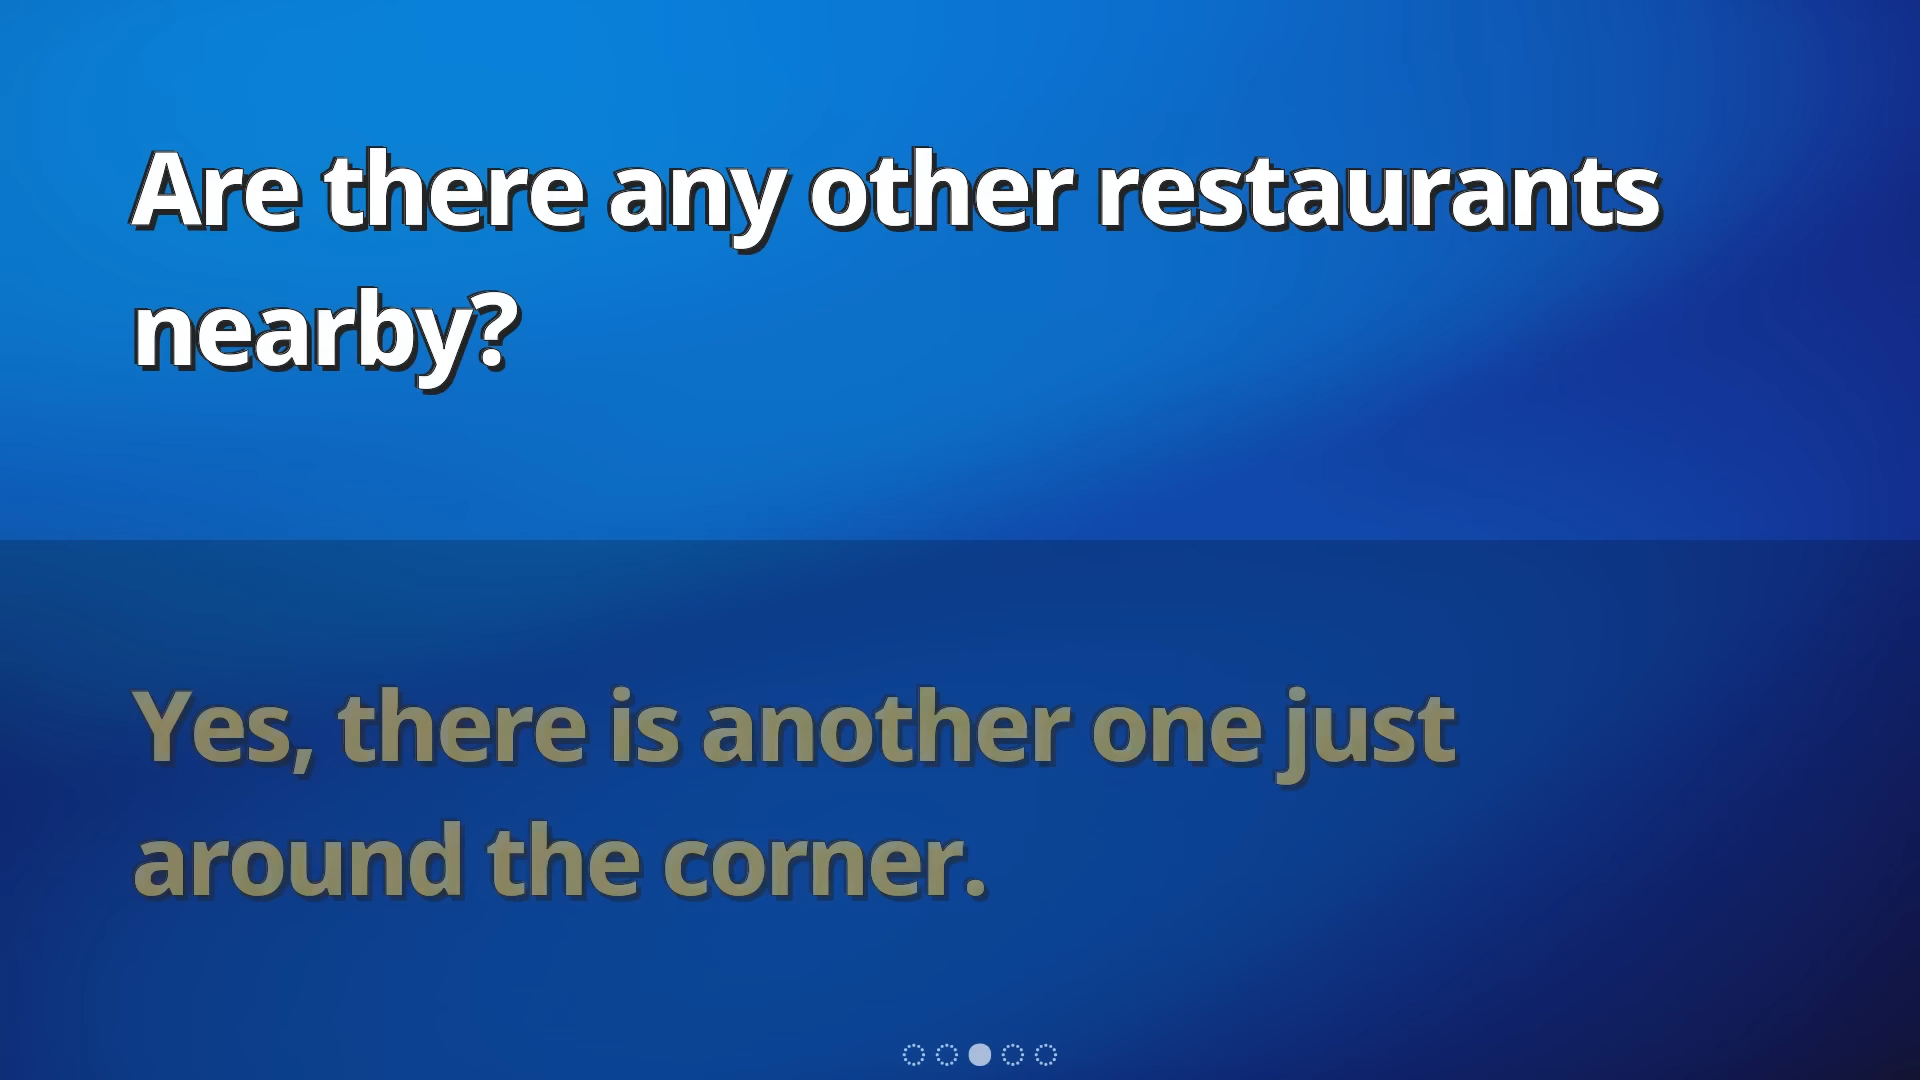 Are there any other restaurants
nearby?
Yes, there is another one just
around the corner.